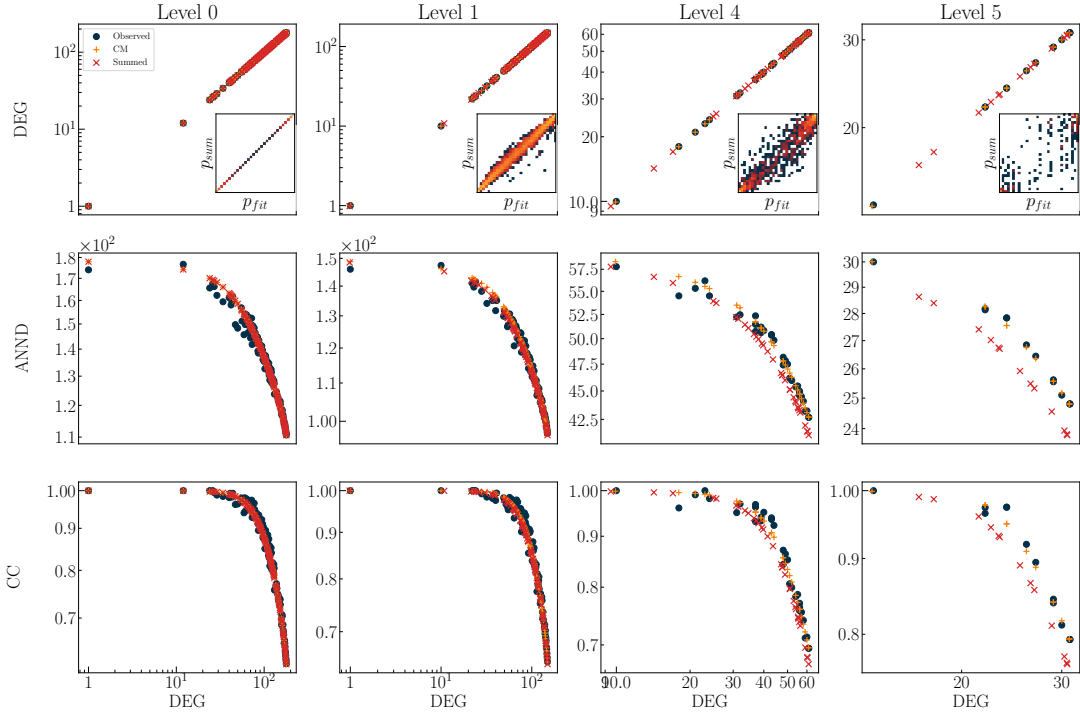 Level 0
Level 1
Level 4
Level 5
DEG
10²
10¹
1
Observed
CM
Summed
p_sum
p_fit
10²
10¹
1
p_sum
p_fit
60
50
40
30
20
10.0
9
p_sum
p_fit
30
20
p_sum
p_fit
ANND
×10²
1.8
1.7
1.6
1.5
1.4
1.3
1.2
1.1
×10²
1.5
1.4
1.3
1.2
1.1
1.0
57.5
55.0
52.5
50.0
47.5
45.0
42.5
30
29
28
27
26
25
24
CC
1.0
0.9
0.8
0.7
1 10¹ 10²
DEG
1.0
0.9
0.8
0.7
1 10¹ 10²
DEG
1.0
0.9
0.8
0.7
9 10.0 20 30 40 50 60
DEG
1.0
0.9
0.8
20 30
DEG